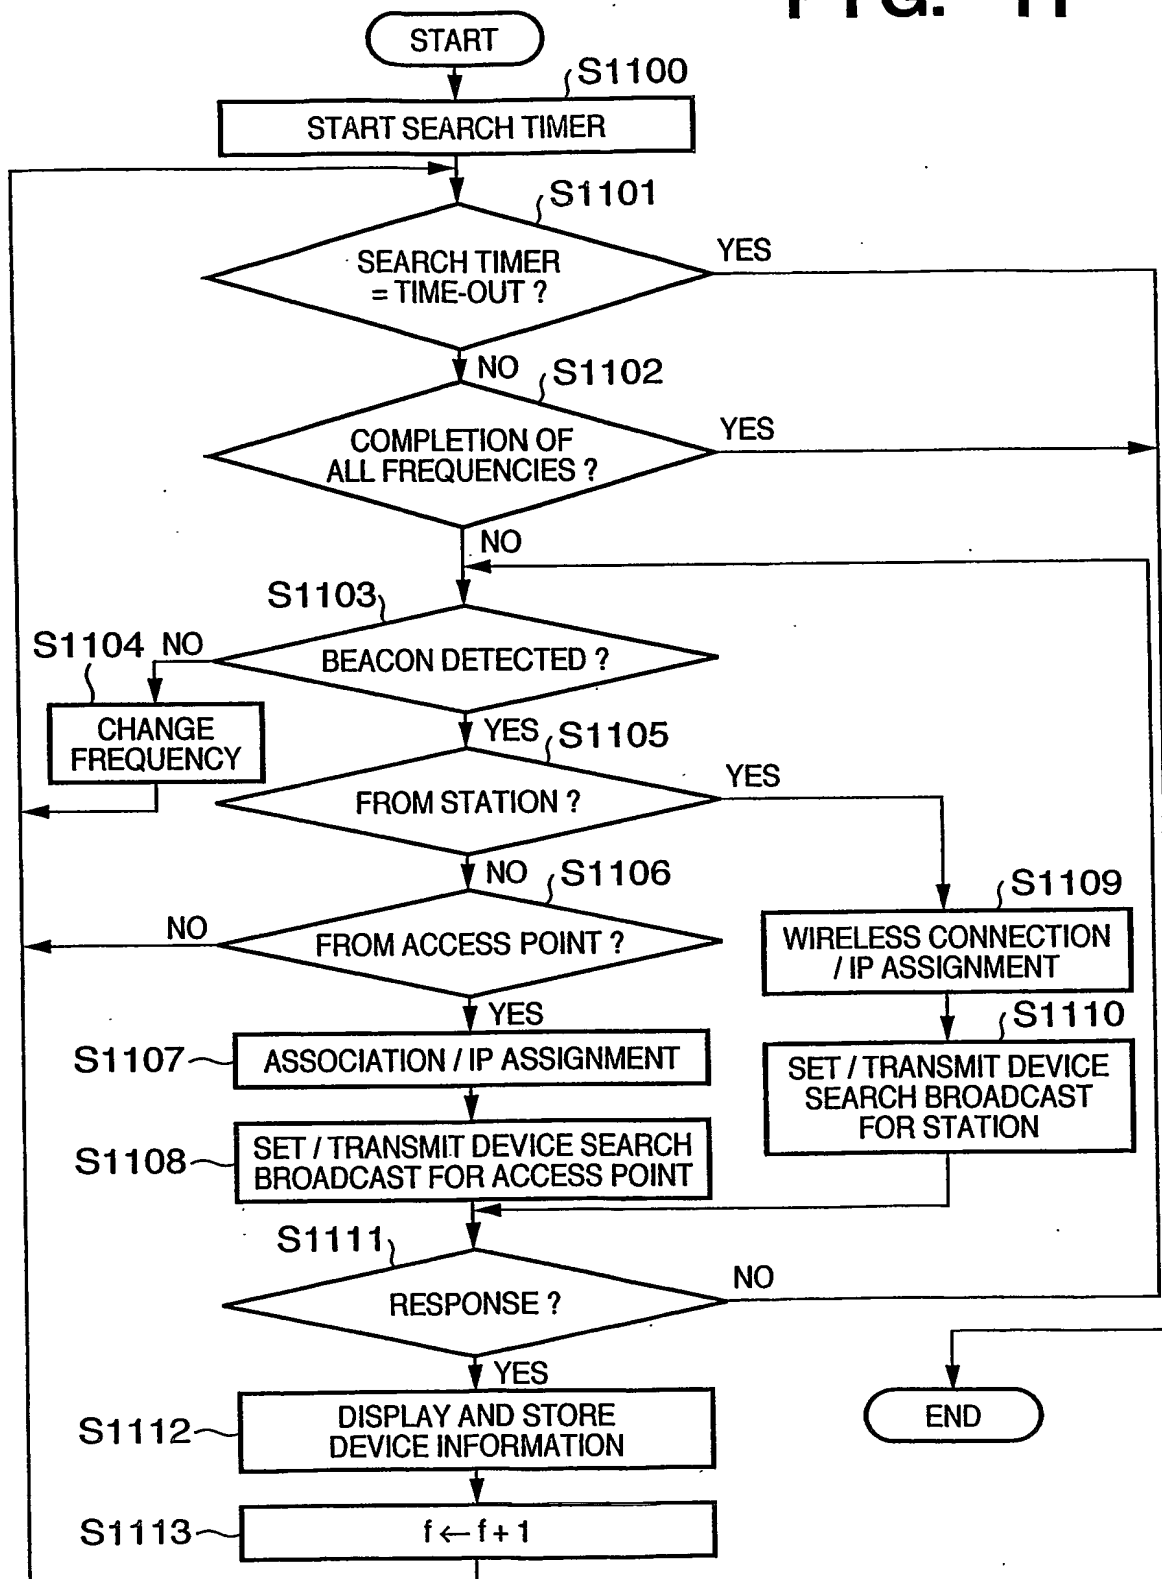 FIG. 11
START
S1100
START SEARCH TIMER
S1101
SEARCH TIMER
= TIME-OUT ?
YES
NO
S1102
COMPLETION OF
ALL FREQUENCIES ?
YES
NO
S1103
BEACON DETECTED ?
S1104
NO
CHANGE
FREQUENCY
YES
S1105
FROM STATION ?
YES
NO
S1106
FROM ACCESS POINT ?
NO
S1109
WIRELESS CONNECTION
/ IP ASSIGNMENT
YES
S1107
ASSOCIATION / IP ASSIGNMENT
S1110
SET / TRANSMIT DEVICE
SEARCH BROADCAST
FOR STATION
S1108
SET / TRANSMIT DEVICE SEARCH
BROADCAST FOR ACCESS POINT
S1111
RESPONSE ?
NO
YES
S1112
DISPLAY AND STORE
DEVICE INFORMATION
END
S1113
f ← f + 1